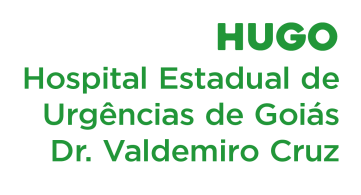 HUGO
Hospital Estadual de
Urgências de Goiás
Dr. Valdemiro Cruz